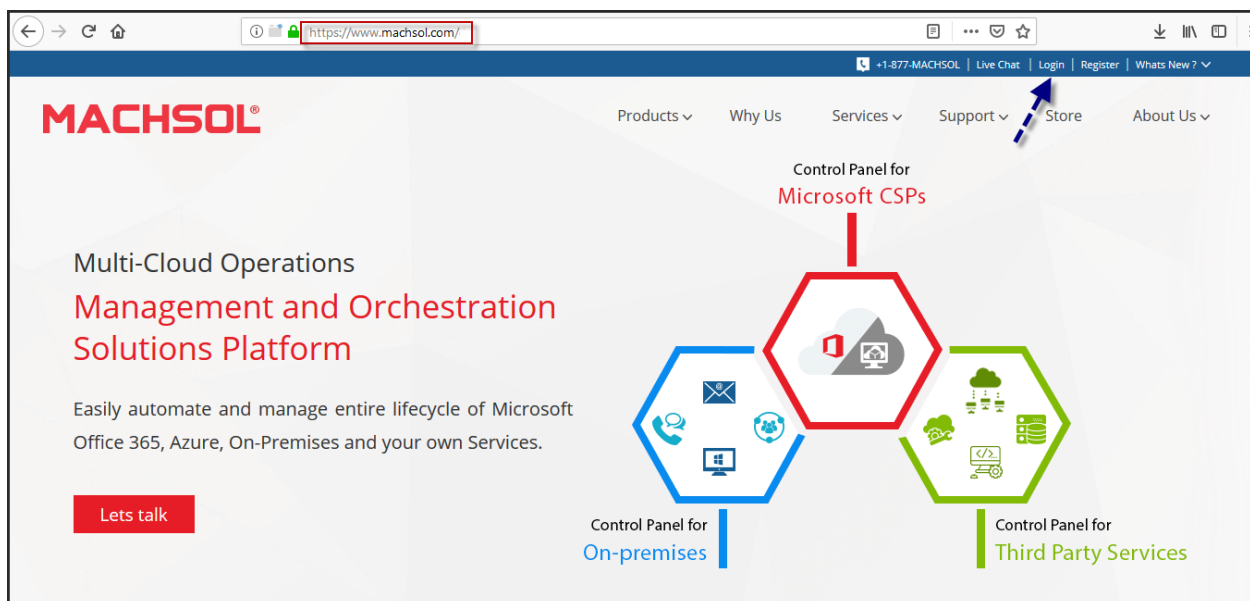 https://www.machsol.com/
+1-877-MACHSOL | Live Chat | Login | Register | Whats New ?
MACHSOL®
Products Why Us Services Support Store About Us
Control Panel for
Microsoft CSPs
Multi-Cloud Operations
Management and Orchestration
Solutions Platform
Easily automate and manage entire lifecycle of Microsoft
Office 365, Azure, On-Premises and your own Services.
Lets talk
Control Panel for
On-premises
Control Panel for
Third Party Services